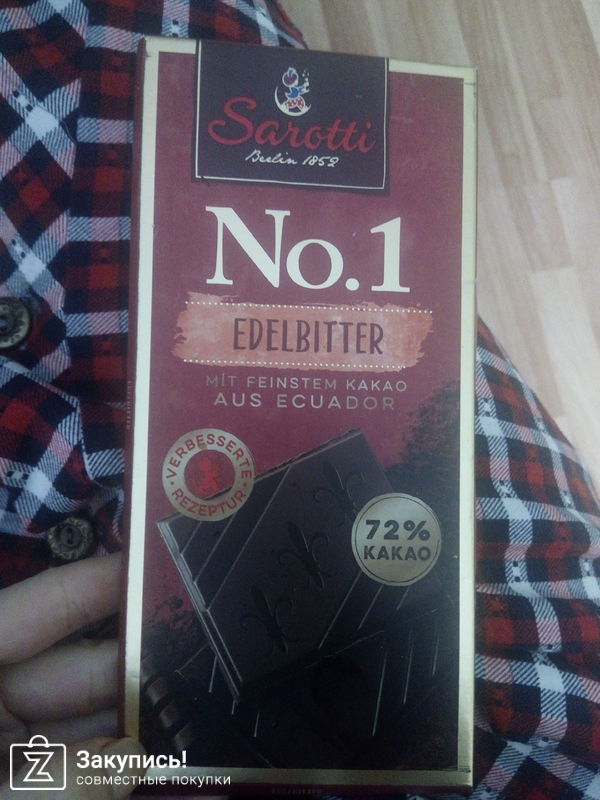 Sarotti
Berlin 1852
No.1
EDELBITTER
MIT FEINSTEM KAKAO
AUS ECUADOR
VERBESSERTE
REZEPTUR
72%
KAKAO
Z
Закупись!
совместные покупки